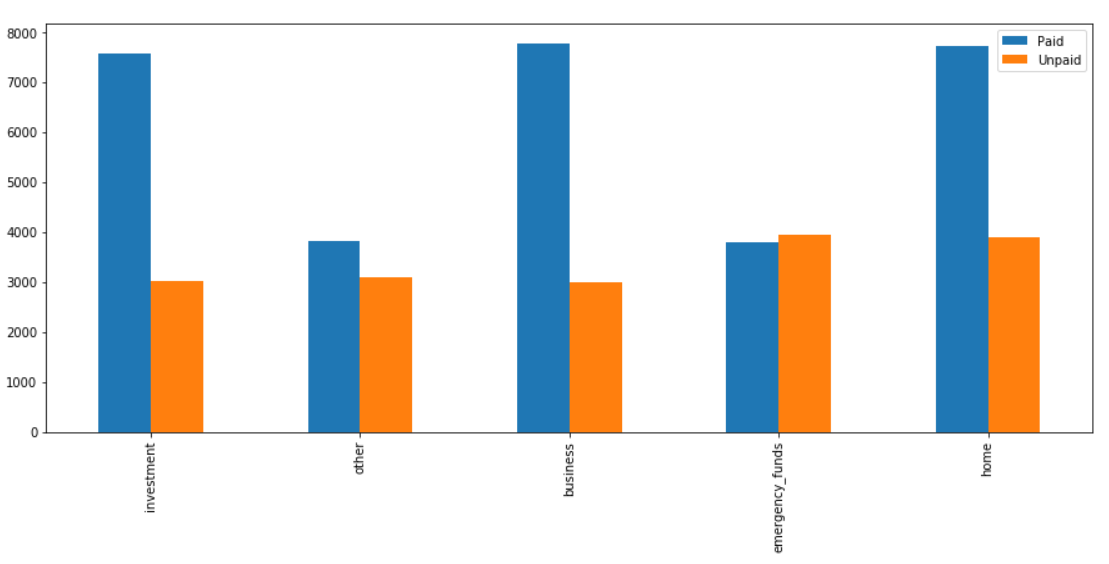 8000
7000
6000
5000
4000
3000
2000
1000
0
Paid
Unpaid
investment
other
business
emergency_funds
home